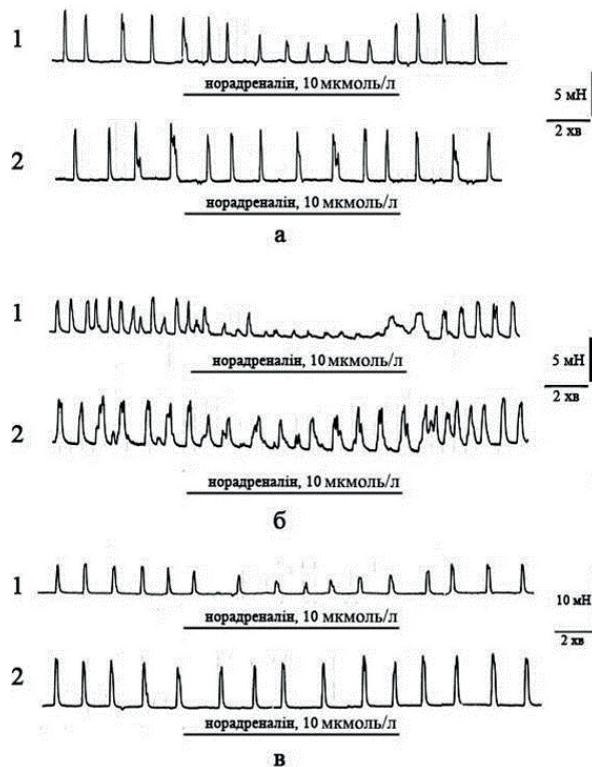 1
норадреналін, 10 мкмоль/л
5 мН
2 хв
2
норадреналін, 10 мкмоль/л
а
1
норадреналін, 10 мкмоль/л
5 мН
2 хв
2
норадреналін, 10 мкмоль/л
б
1
норадреналін, 10 мкмоль/л
10 мН
2 хв
2
норадреналін, 10 мкмоль/л
в